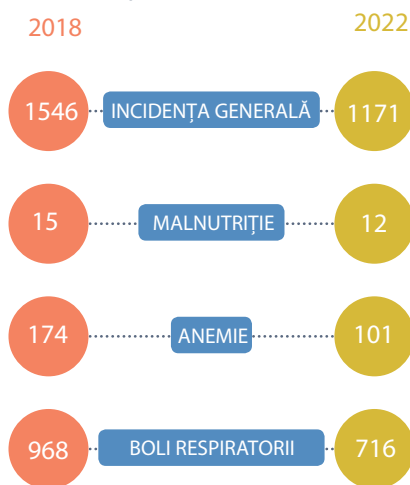 2018
2022
1546 INCIDENȚA GENERALĂ 1171
15 MALNUTRIȚIE 12
174 ANEMIE 101
968 BOLI RESPIRATORII 716